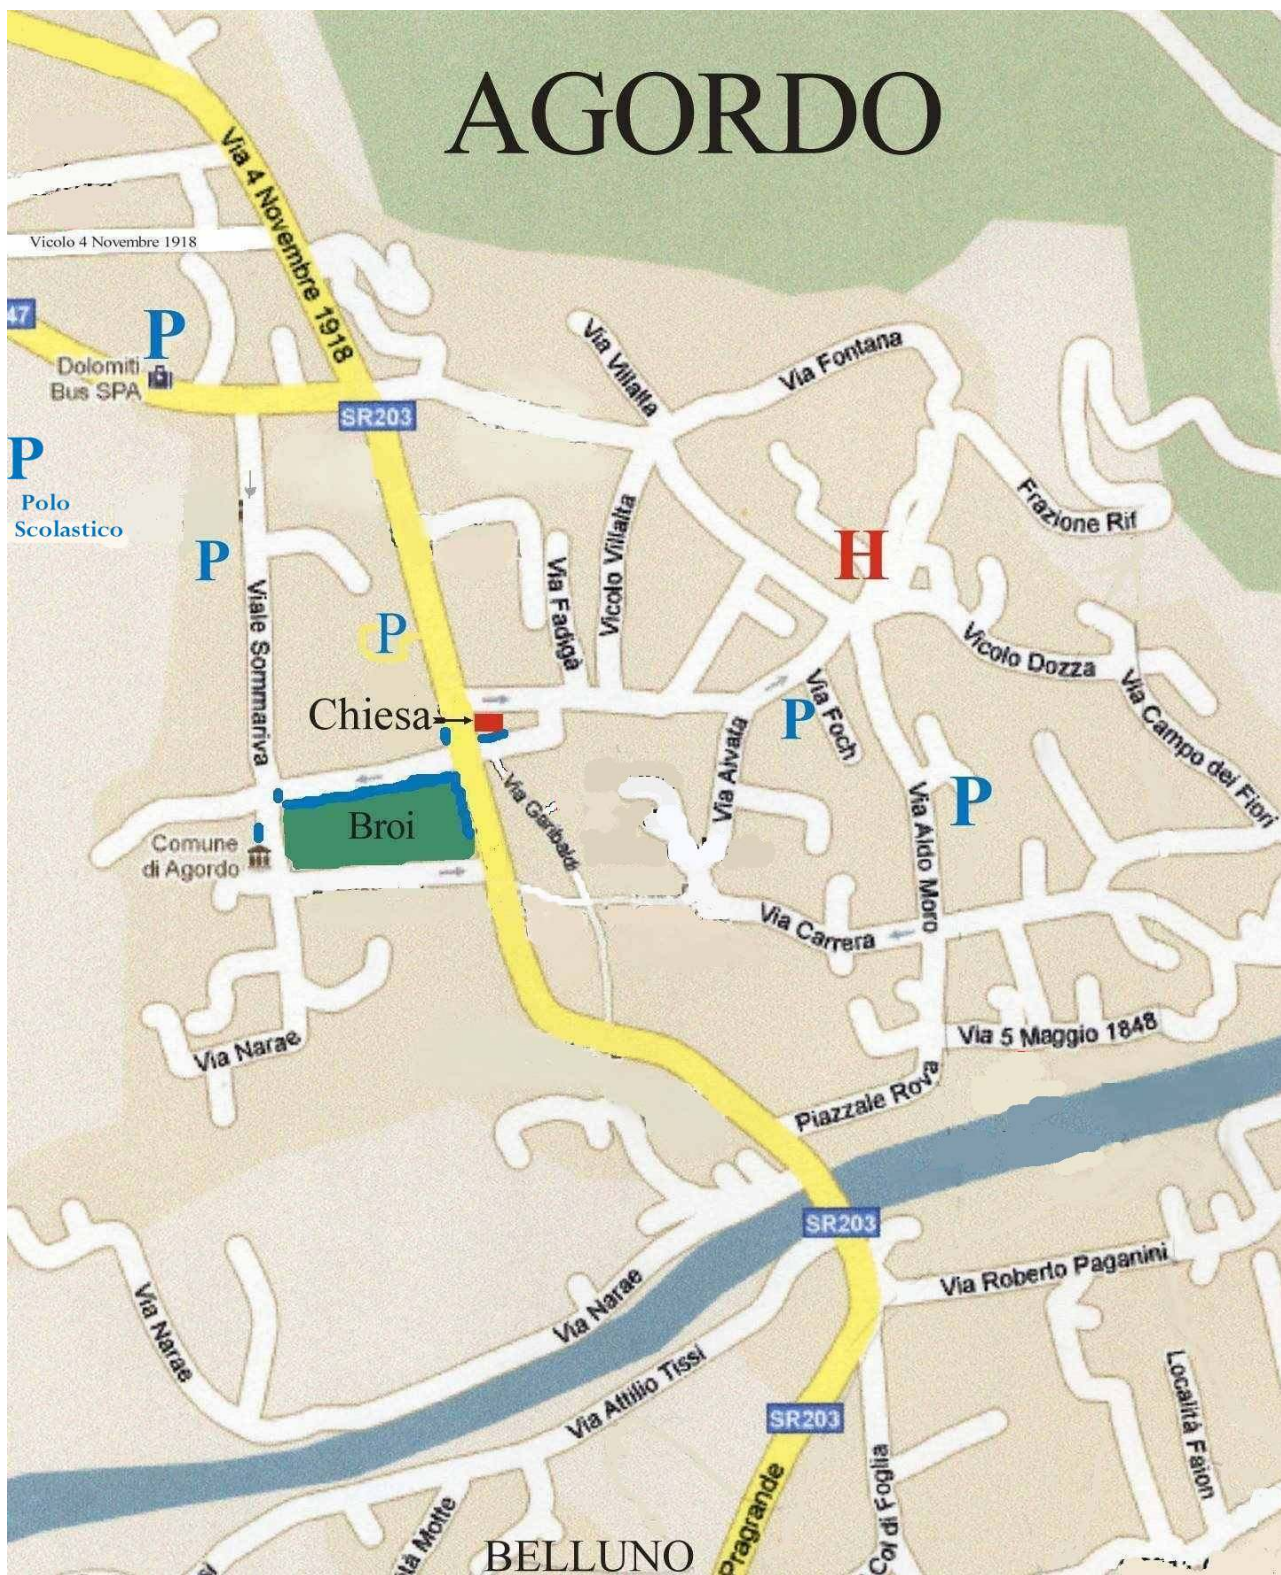 AGORDO
Via 4 Novembre 1918
Vicolo 4 Novembre 1918
47
P
Dolomiti
Bus SPA
SR203
Via Villalta
Via Fontana
P
Polo
Scolastico
P
Viale Sommariva
P
Vicolo Villalta
Via Fadigà
H
Frazione Rif
Vicolo Dozza
Via Campo dei Fiori
Chiesa
P
Via Foch
Via Alvata
P
Via Aldo Moro
Via Garibaldi
Broi
Comune
di Agordo
Via Carrera
Via Narae
Via 5 Maggio 1848
Piazzale Rova
SR203
Via Roberto Paganini
Via Narae
Via Narae
Via Attilio Tissi
SR203
Località Faion
Col di Foglia
Pragrande
tà Motte
si
BELLUNO